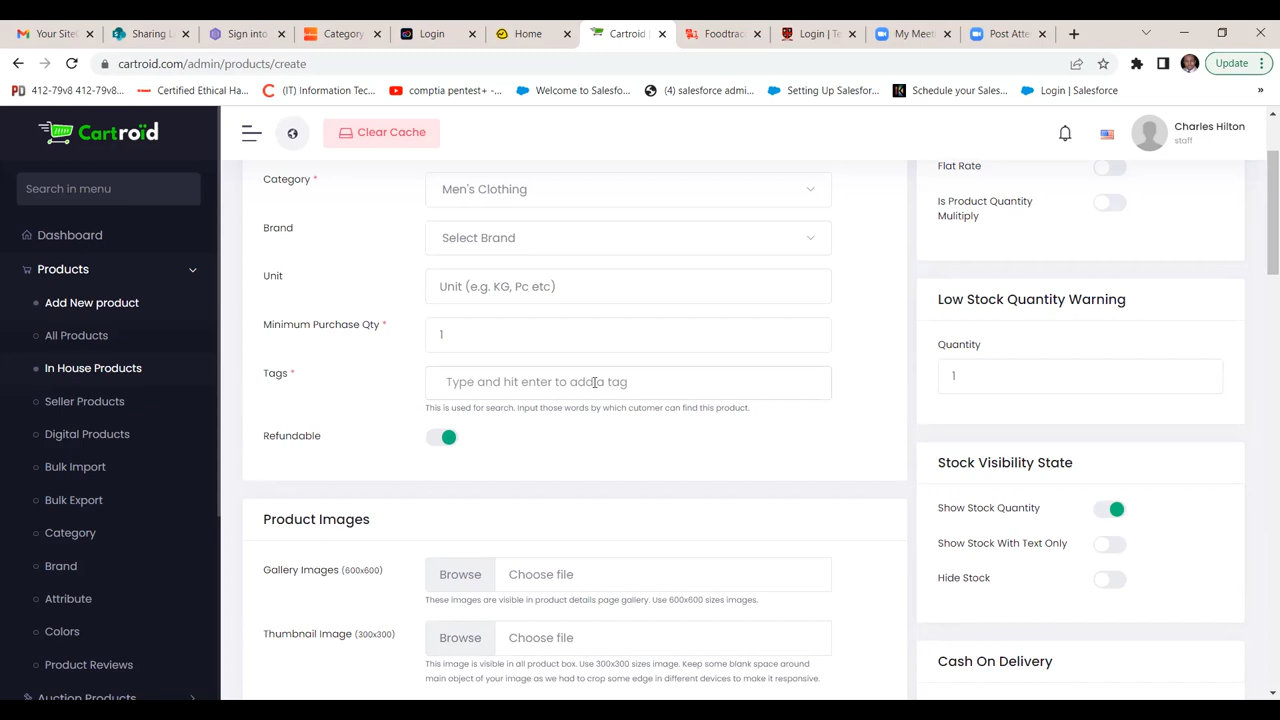 Your Site
Sharing L
Sign into
Category
Login
Home
Cartroid |
Foodtrac
Login | Te
My Meeti
Post Atte
cartroid.com/admin/products/create
Update
412-79v8 412-79v8...
Certified Ethical Ha...
(IT) Information Tec...
comptia pentest+ -...
Welcome to Salesfo...
(4) salesforce admi...
Setting Up Salesforc...
Schedule your Sales...
Login | Salesforce
»
Cartroid
Clear Cache
Charles Hilton
staff
Search in menu
Dashboard
Products
Add New product
All Products
In House Products
Seller Products
Digital Products
Bulk Import
Bulk Export
Category
Brand
Attribute
Colors
Product Reviews
Auction Products
Category *
Men's Clothing
Brand
Select Brand
Unit
Unit (e.g. KG, Pc etc)
Minimum Purchase Qty *
1
Tags *
Type and hit enter to add a tag
This is used for search. Input those words by which cutomer can find this product.
Refundable
Product Images
Gallery Images (600x600)
Browse
Choose file
These images are visible in product details page gallery. Use 600x600 sizes images.
Thumbnail Image (300x300)
Browse
Choose file
This image is visible in all product box. Use 300x300 sizes image. Keep some blank space around
main object of your image as we had to crop some edge in different devices to make it responsive.
Flat Rate
Is Product Quantity
Mulitiply
Low Stock Quantity Warning
Quantity
1
Stock Visibility State
Show Stock Quantity
Show Stock With Text Only
Hide Stock
Cash On Delivery